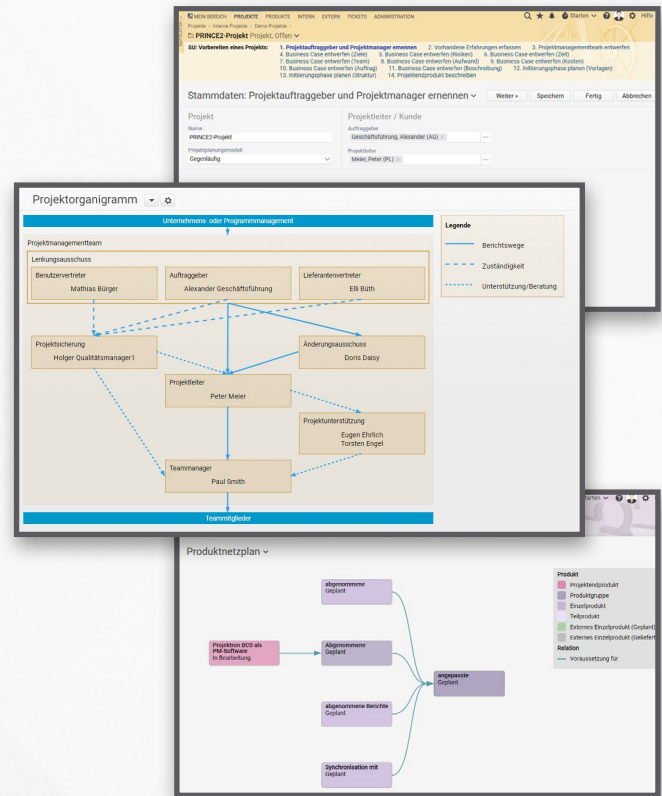 MEIN BEREICH PROJEKTE PRODUKTE INTERN EXTERN TICKETS ADMINISTRATION
Starten Hilfe
Projekte › Interne Projekte › Demo Projekte ›
PRINCE2-Projekt Projekt, Offen
SU: Vorbereiten eines Projekts: 1. Projektauftraggeber und Projektmanager ernennen 2. Vorhandene Erfahrungen erfassen 3. Projektmanagementteam entwerfen
4. Business Case entwerfen (Ziele) 5. Business Case entwerfen (Risiken) 6. Business Case entwerfen (Zeit)
7. Business Case entwerfen (Team) 8. Business Case entwerfen (Aufwand) 9. Business Case entwerfen (Kosten)
10. Business Case entwerfen (Auftrag) 11. Business Case entwerfen (Beschreibung) 12. Initiierungsphase planen (Vorlagen)
13. Initiierungsphase planen (Struktur) 14. Projektendprodukt beschreiben
Stammdaten: Projektauftraggeber und Projektmanager ernennen Weiter » Speichern Fertig Abbrechen
Projekt Projektleiter / Kunde
Name Auftraggeber
PRINCE2-Projekt Geschäftsführung, Alexander (AG) ×
Projektplanungsmodell Projektleiter
Gegenläufig Meier, Peter (PL) ×
Projektorganigramm
Unternehmens- oder Programmmanagement
Projektmanagementteam
Lenkungsausschuss
Benutzervertreter Auftraggeber Lieferantenvertreter
Mathias Bürger Alexander Geschäftsführung Elli Büth
Projektsicherung Änderungsausschuss
Holger Qualitätsmanager1 Doris Daisy
Projektleiter
Peter Meier
Projektunterstützung
Eugen Ehrlich
Torsten Engel
Teammanager
Paul Smith
Teammitglieder
Legende
Berichtswege
Zuständigkeit
Unterstützung/Beratung
Hilfe
Produktnetzplan
abgenommene
Geplant
Projektron BCS als
PM-Software
In Bearbeitung
Abgenommene
Geplant
angepasste
Geplant
abgenommene Berichte
Geplant
Synchronisation mit
Geplant
Produkt
Projektendprodukt
Produktgruppe
Einzelprodukt
Teilprodukt
Externes Einzelprodukt (Geplant)
Externes Einzelprodukt (Geliefert
Relation
Voraussetzung für